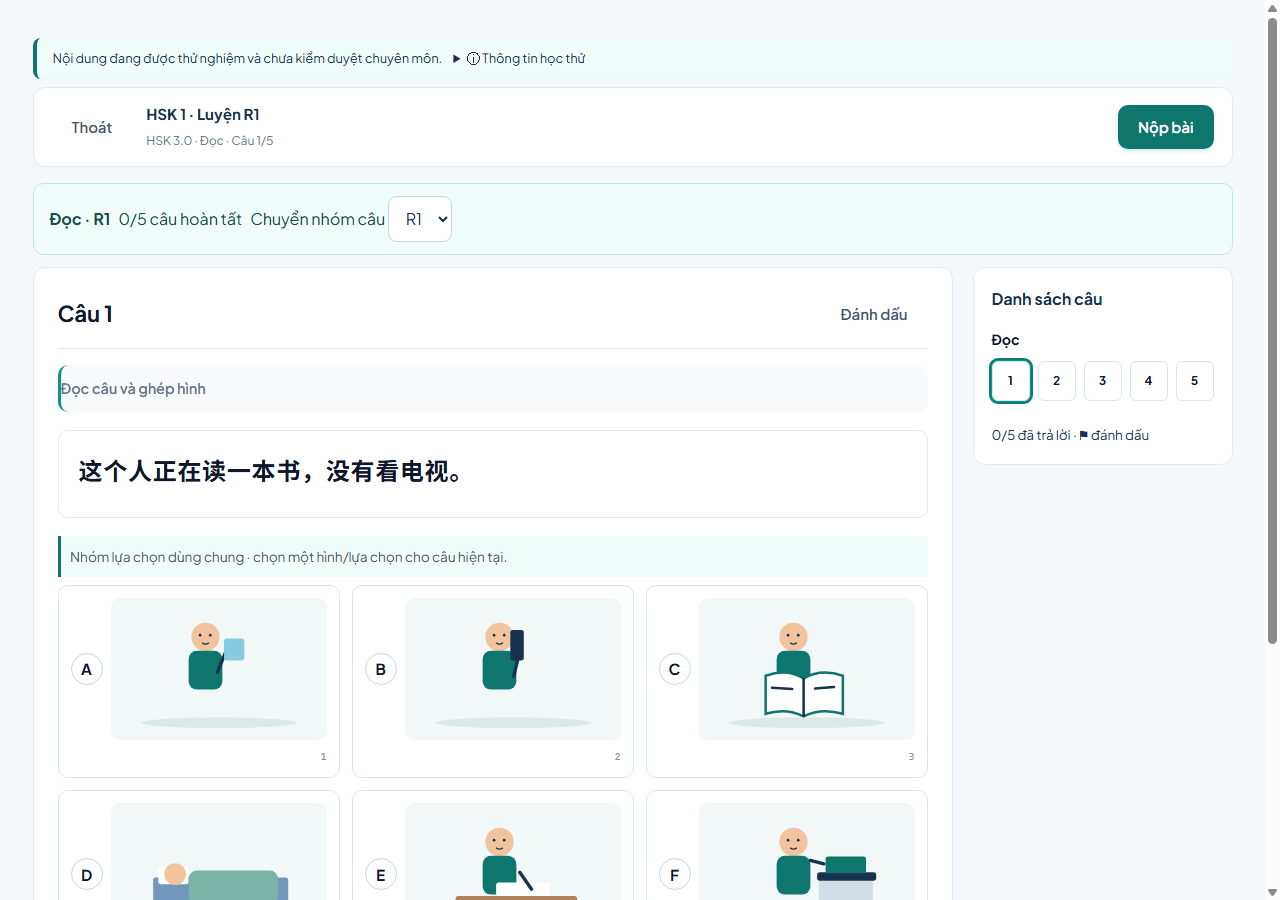 Nội dung đang được thử nghiệm và chưa kiểm duyệt chuyên môn. ▶ ⓘ Thông tin học thử
Thoát
HSK 1 · Luyện R1
HSK 3.0 · Đọc · Câu 1/5
Nộp bài
Đọc · R1 0/5 câu hoàn tất Chuyển nhóm câu R1
Câu 1
Đánh dấu
Đọc câu và ghép hình
这个人正在读一本书，没有看电视。
Nhóm lựa chọn dùng chung · chọn một hình/lựa chọn cho câu hiện tại.
A
1
B
2
C
3
D
E
F
Danh sách câu
Đọc
1 2 3 4 5
0/5 đã trả lời · ⚑ đánh dấu